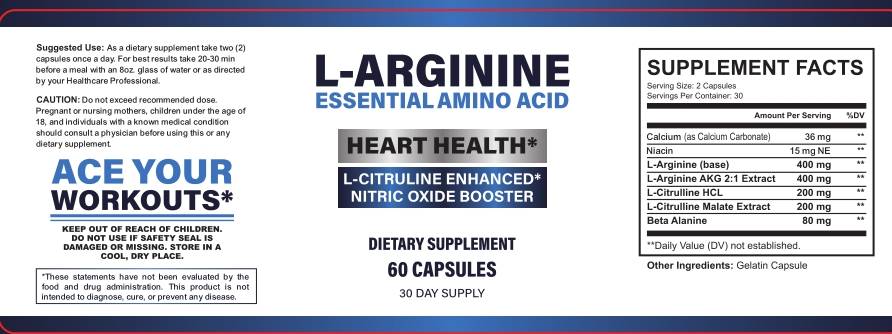 Suggested Use: As a dietary supplement take two (2)
capsules once a day. For best results take 20-30 min
before a meal with an 8oz. glass of water or as directed
by your Healthcare Professional.
CAUTION: Do not exceed recommended dose.
Pregnant or nursing mothers, children under the age of
18, and individuals with a known medical condition
should consult a physician before using this or any
dietary supplement.
ACE YOUR
WORKOUTS*
KEEP OUT OF REACH OF CHILDREN.
DO NOT USE IF SAFETY SEAL IS
DAMAGED OR MISSING. STORE IN A
COOL, DRY PLACE.
*These statements have not been evaluated by the
food and drug administration. This product is not
intended to diagnose, cure, or prevent any disease.
L-ARGININE
ESSENTIAL AMINO ACID
HEART HEALTH*
L-CITRULINE ENHANCED*
NITRIC OXIDE BOOSTER
DIETARY SUPPLEMENT
60 CAPSULES
30 DAY SUPPLY
SUPPLEMENT FACTS
Serving Size: 2 Capsules
Servings Per Container: 30
Amount Per Serving %DV
Calcium (as Calcium Carbonate) 36 mg **
Niacin 15 mg NE **
L-Arginine (base) 400 mg **
L-Arginine AKG 2:1 Extract 400 mg **
L-Citrulline HCL 200 mg **
L-Citrulline Malate Extract 200 mg **
Beta Alanine 80 mg **
**Daily Value (DV) not established.
Other Ingredients: Gelatin Capsule